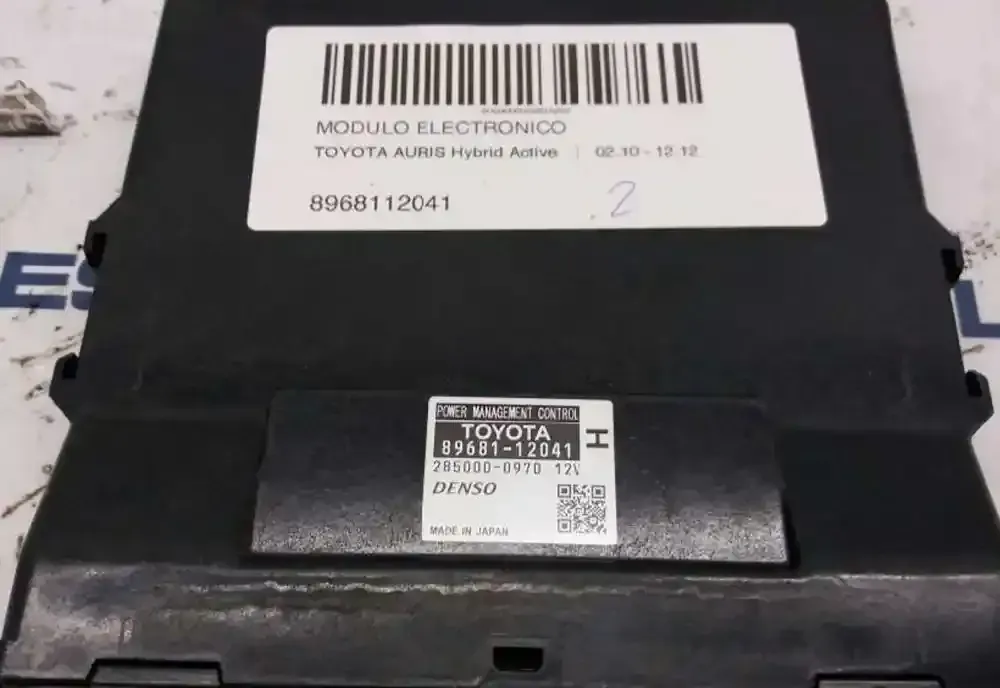 MODULO ELECTRONICO
TOYOTA AURIS Hybrid Active | 02.10 - 12.12
8968112041
2
ES
L
POWER MANAGEMENT CONTROL
TOYOTA
89681-12041
H
285000-0970 12V
DENSO
MADE IN JAPAN